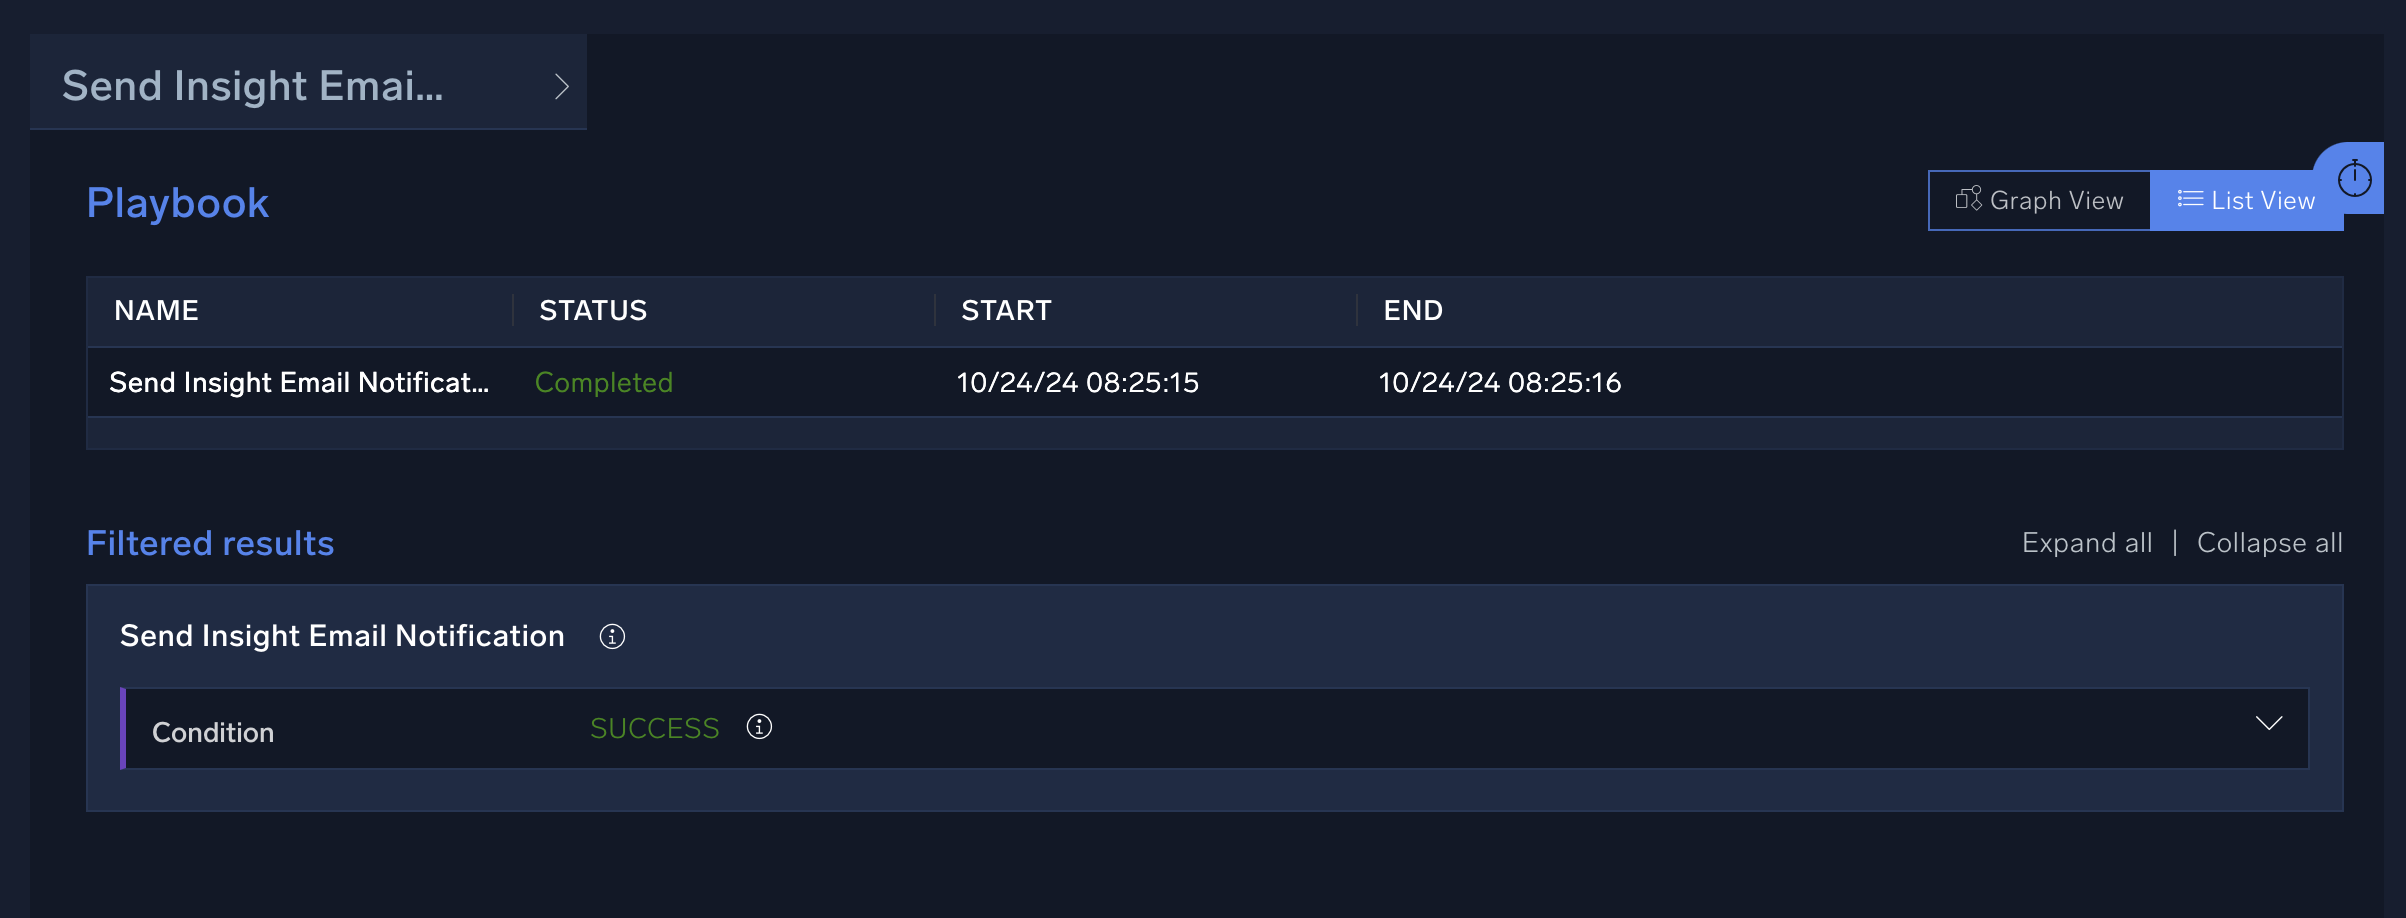 Send Insight Emai...
Playbook
Graph View
List View
NAME STATUS START END
Send Insight Email Notificat... Completed 10/24/24 08:25:15 10/24/24 08:25:16
Filtered results
Expand all | Collapse all
Send Insight Email Notification
Condition SUCCESS